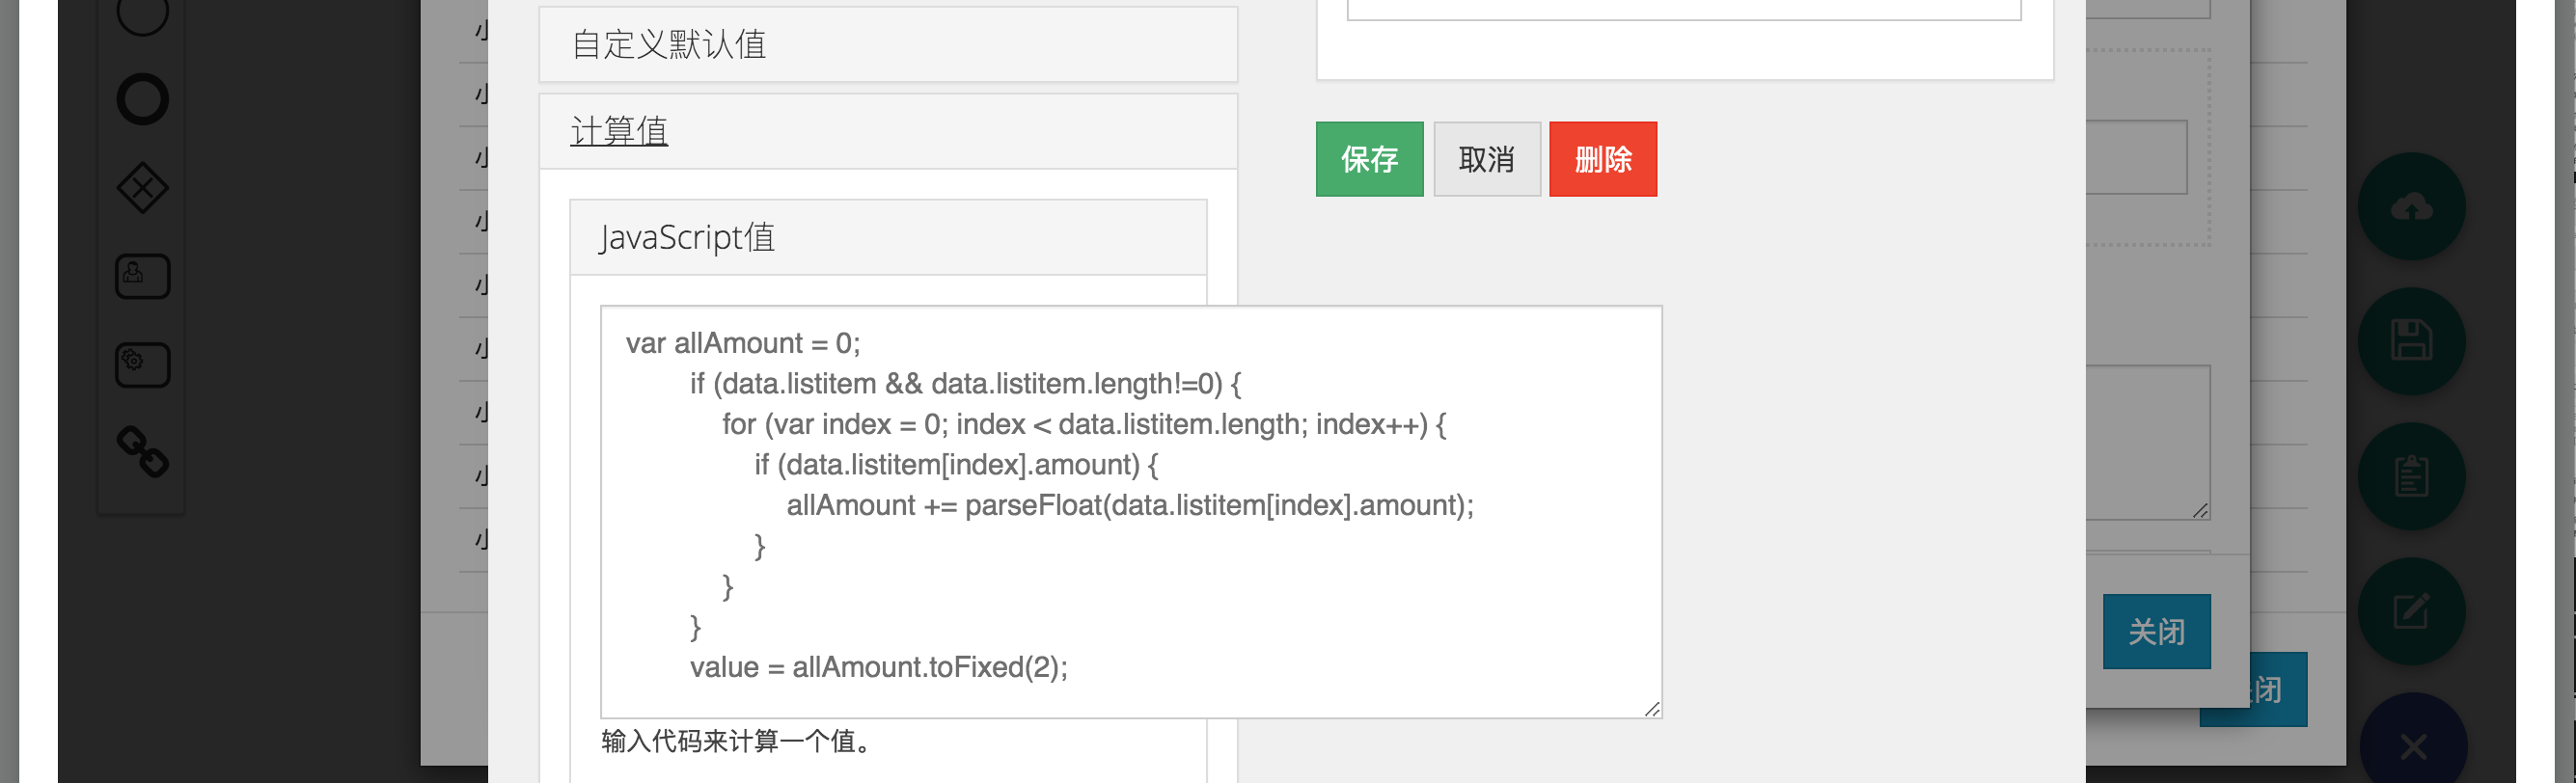 自定义默认值
计算值
JavaScript值
var allAmount = 0;
if (data.listitem && data.listitem.length!=0) {
for (var index = 0; index < data.listitem.length; index++) {
if (data.listitem[index].amount) {
allAmount += parseFloat(data.listitem[index].amount);
}
}
}
value = allAmount.toFixed(2);
输入代码来计算一个值。
保存
取消
删除
关闭
闭